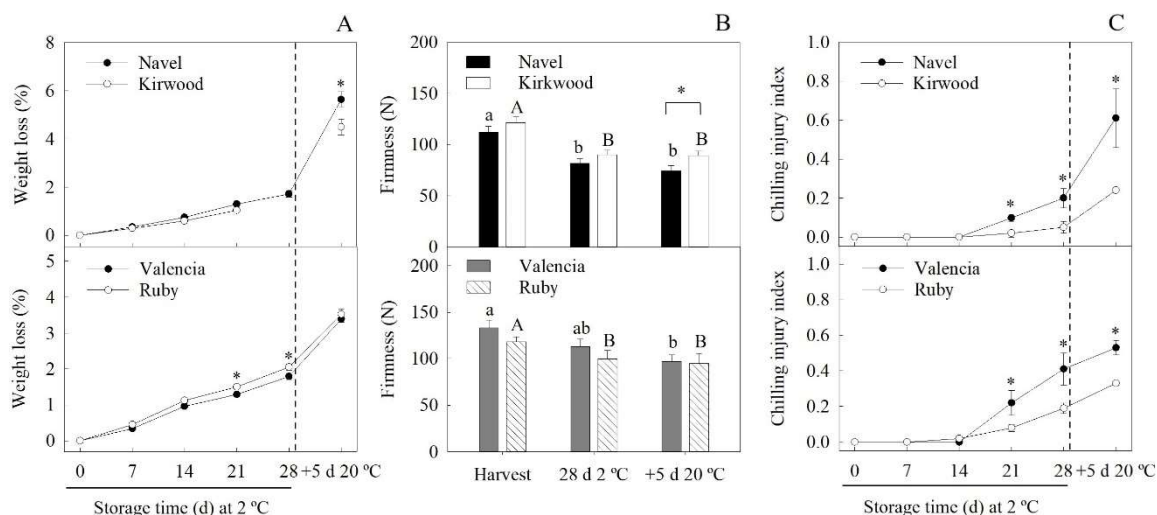 A
Weight loss (%)
8
6
4
2
0
Navel
Kirwood
*
Weight loss (%)
5
4
3
2
1
0
Valencia
Ruby
* *
0 7 14 21 28 +5 d 20 ºC
Storage time (d) at 2 ºC
B
Firmness (N)
200
150
100
50
0
Navel
Kirkwood
*
a A b B b B
Firmness (N)
200
150
100
50
0
Valencia
Ruby
a A ab B b B
Harvest 28 d 2 ºC +5 d 20 ºC
C
Chilling injury index
1.0
0.8
0.6
0.4
0.2
0.0
Navel
Kirwood
* * *
Chilling injury index
1.0
0.8
0.6
0.4
0.2
0.0
Valencia
Ruby
* * *
0 7 14 21 28 +5 d 20 ºC
Storage time (d) at 2 ºC